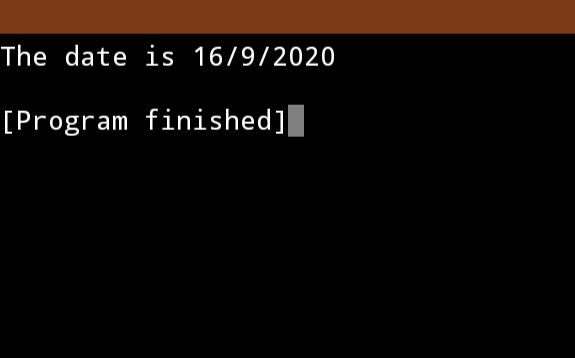 The date is 16/9/2020
[Program finished]